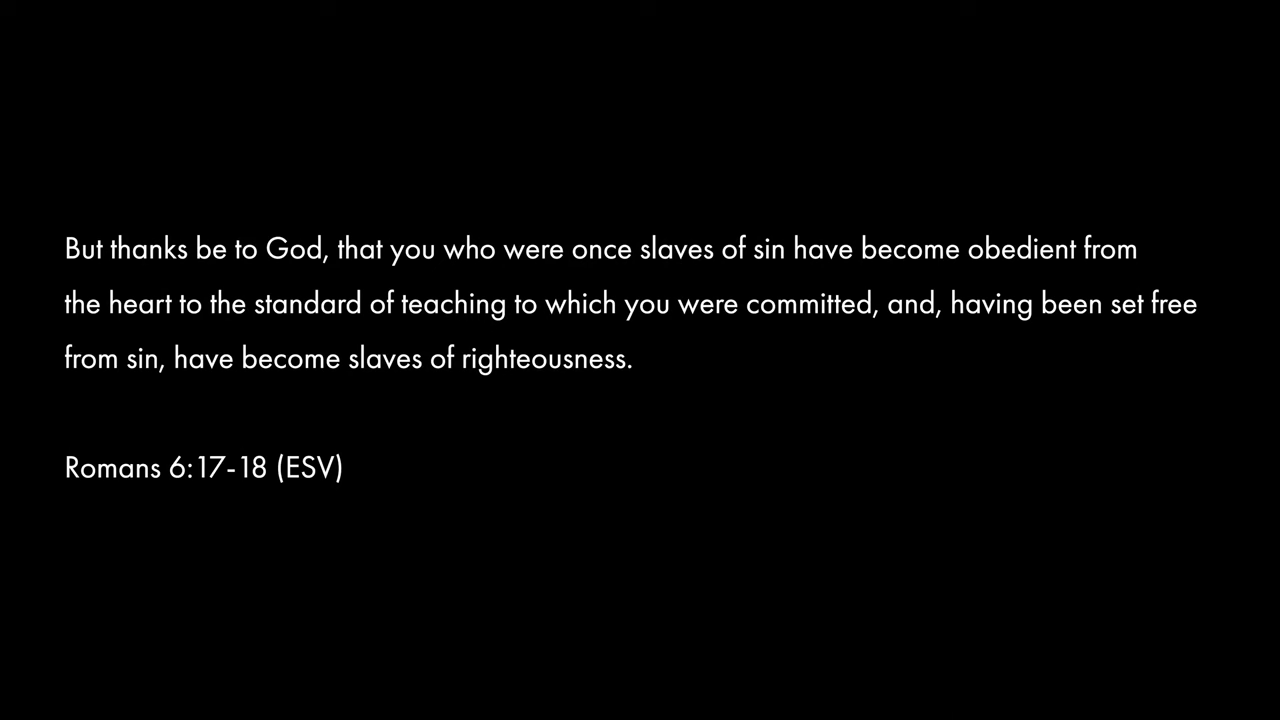 But thanks be to God, that you who were once slaves of sin have become obedient from
the heart to the standard of teaching to which you were committed, and, having been set free
from sin, have become slaves of righteousness.
Romans 6:17-18 (ESV)